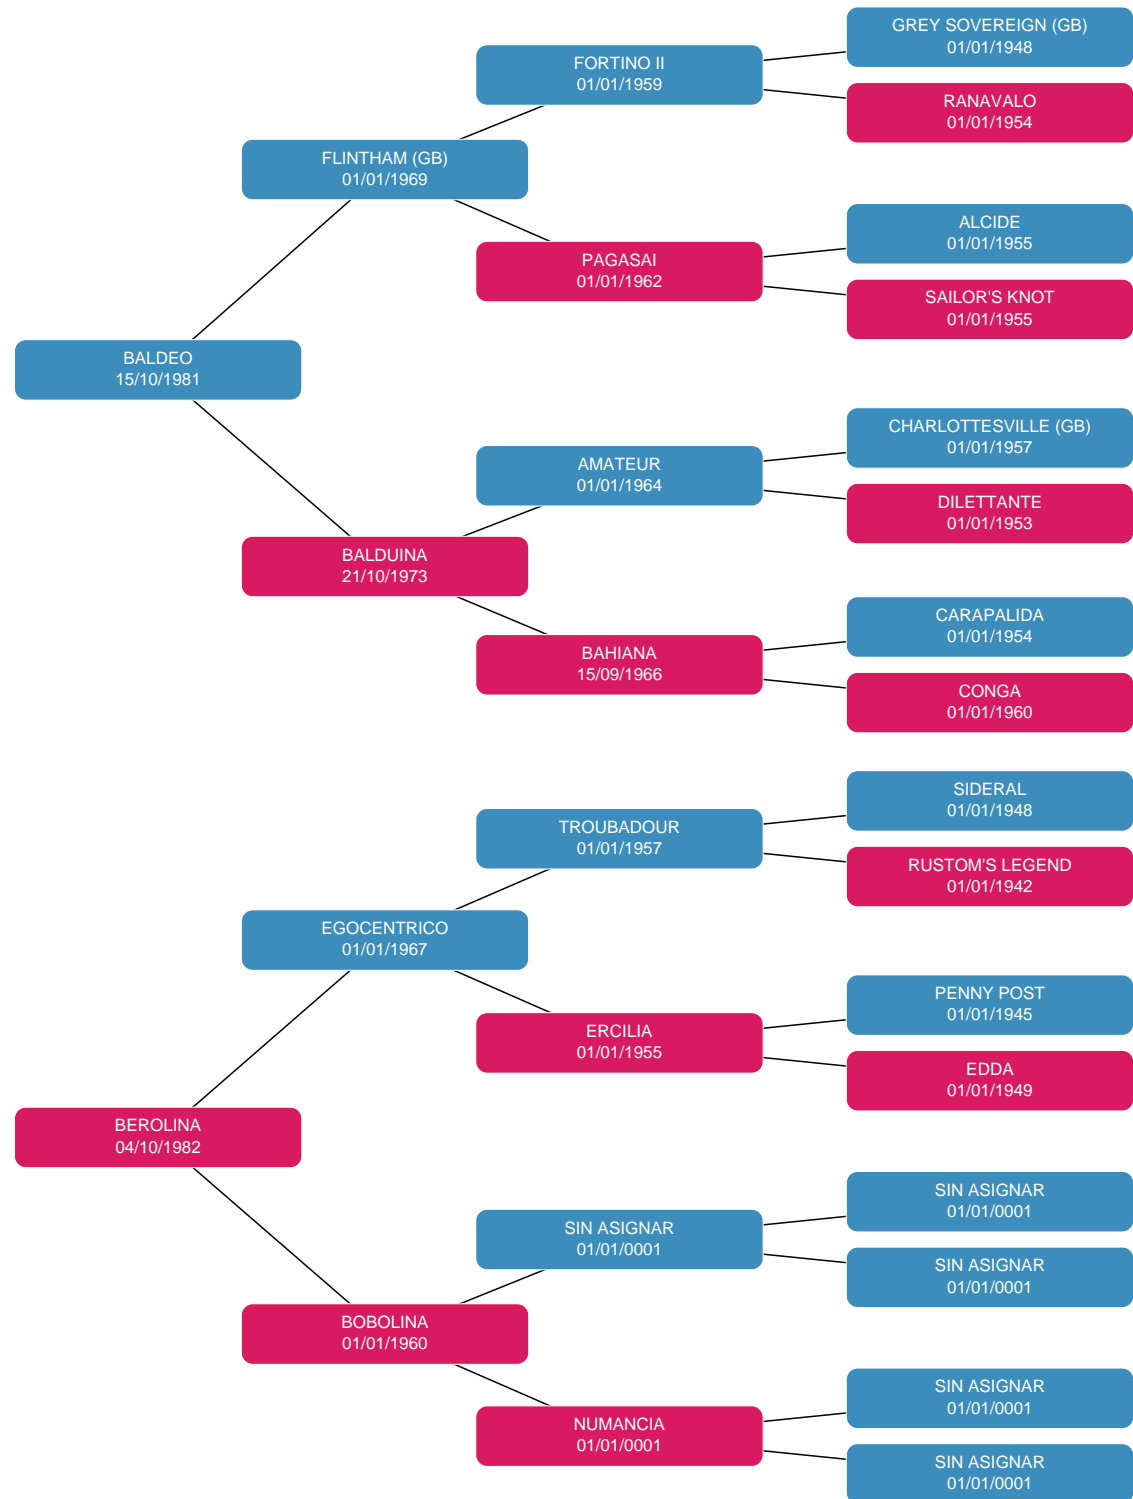 GREY SOVEREIGN (GB)
01/01/1948
FORTINO II
01/01/1959
RANAVALO
01/01/1954
FLINTHAM (GB)
01/01/1969
ALCIDE
01/01/1955
PAGASAI
01/01/1962
SAILOR'S KNOT
01/01/1955
BALDEO
15/10/1981
CHARLOTTESVILLE (GB)
01/01/1957
AMATEUR
01/01/1964
DILETTANTE
01/01/1953
BALDUINA
21/10/1973
CARAPALIDA
01/01/1954
BAHIANA
15/09/1966
CONGA
01/01/1960
SIDERAL
01/01/1948
TROUBADOUR
01/01/1957
RUSTOM'S LEGEND
01/01/1942
EGOCENTRICO
01/01/1967
PENNY POST
01/01/1945
ERCILIA
01/01/1955
EDDA
01/01/1949
BEROLINA
04/10/1982
SIN ASIGNAR
01/01/0001
SIN ASIGNAR
01/01/0001
SIN ASIGNAR
01/01/0001
BOBOLINA
01/01/1960
SIN ASIGNAR
01/01/0001
NUMANCIA
01/01/0001
SIN ASIGNAR
01/01/0001